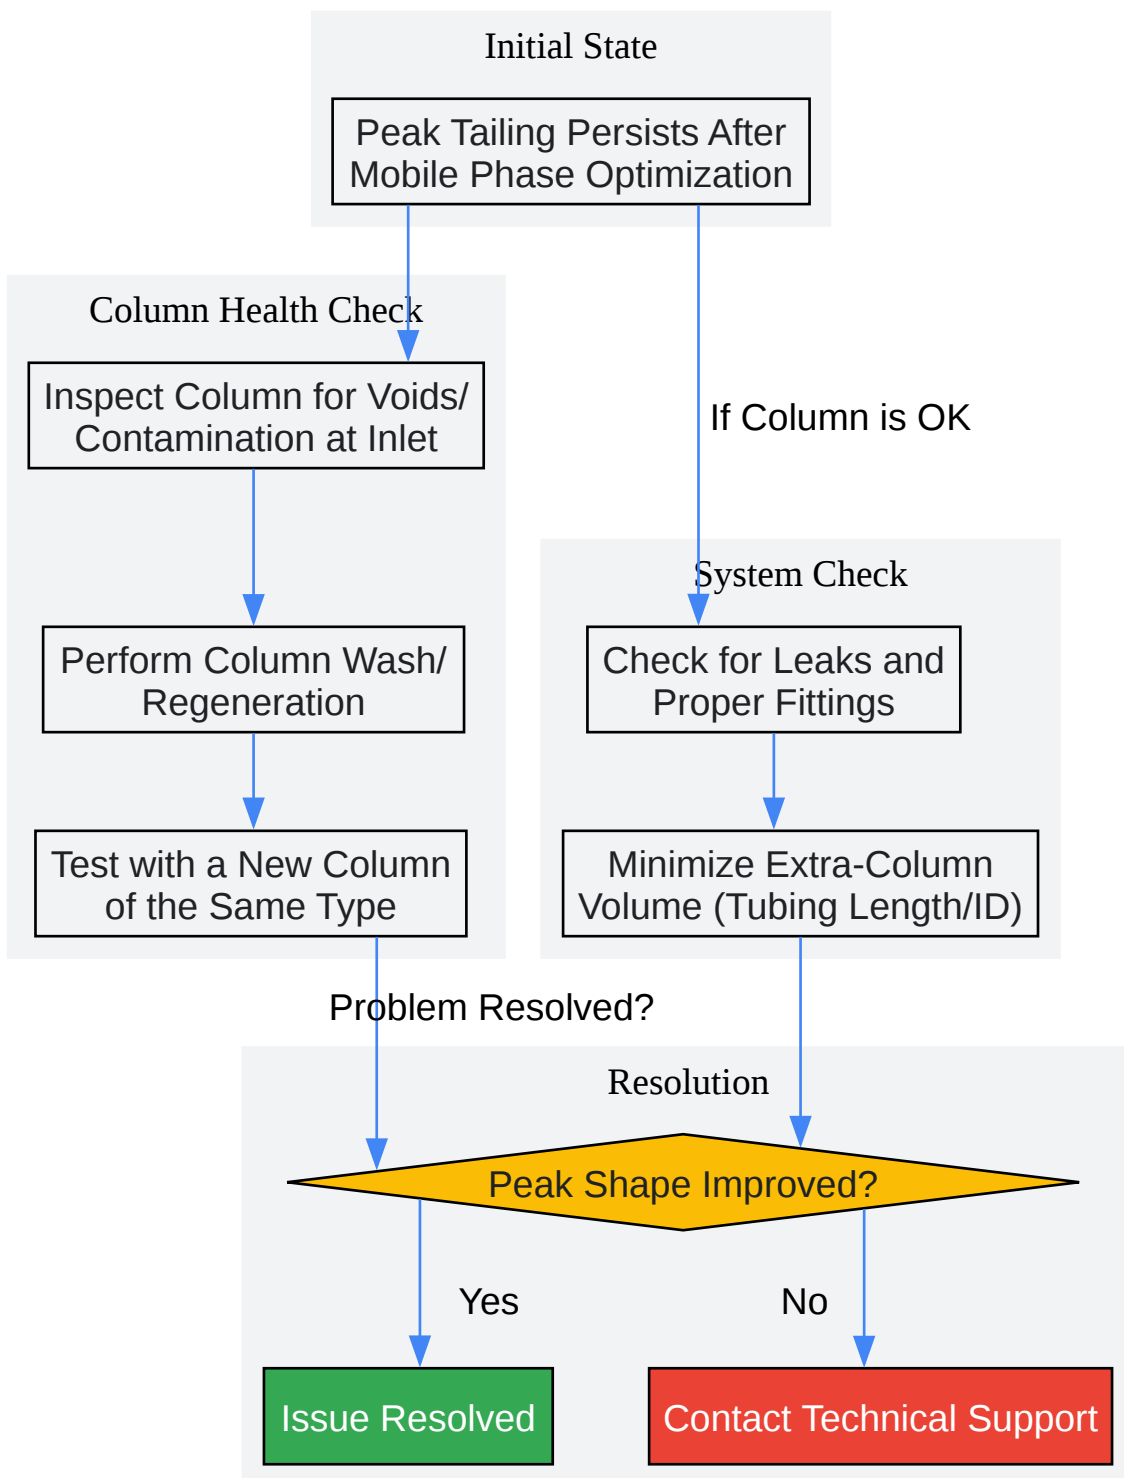 Initial State
Peak Tailing Persists After
Mobile Phase Optimization
Column Health Check
Inspect Column for Voids/
Contamination at Inlet
If Column is OK
System Check
Perform Column Wash/
Regeneration
Check for Leaks and
Proper Fittings
Test with a New Column
of the Same Type
Minimize Extra-Column
Volume (Tubing Length/ID)
Problem Resolved?
Resolution
Peak Shape Improved?
Yes
No
Issue Resolved
Contact Technical Support